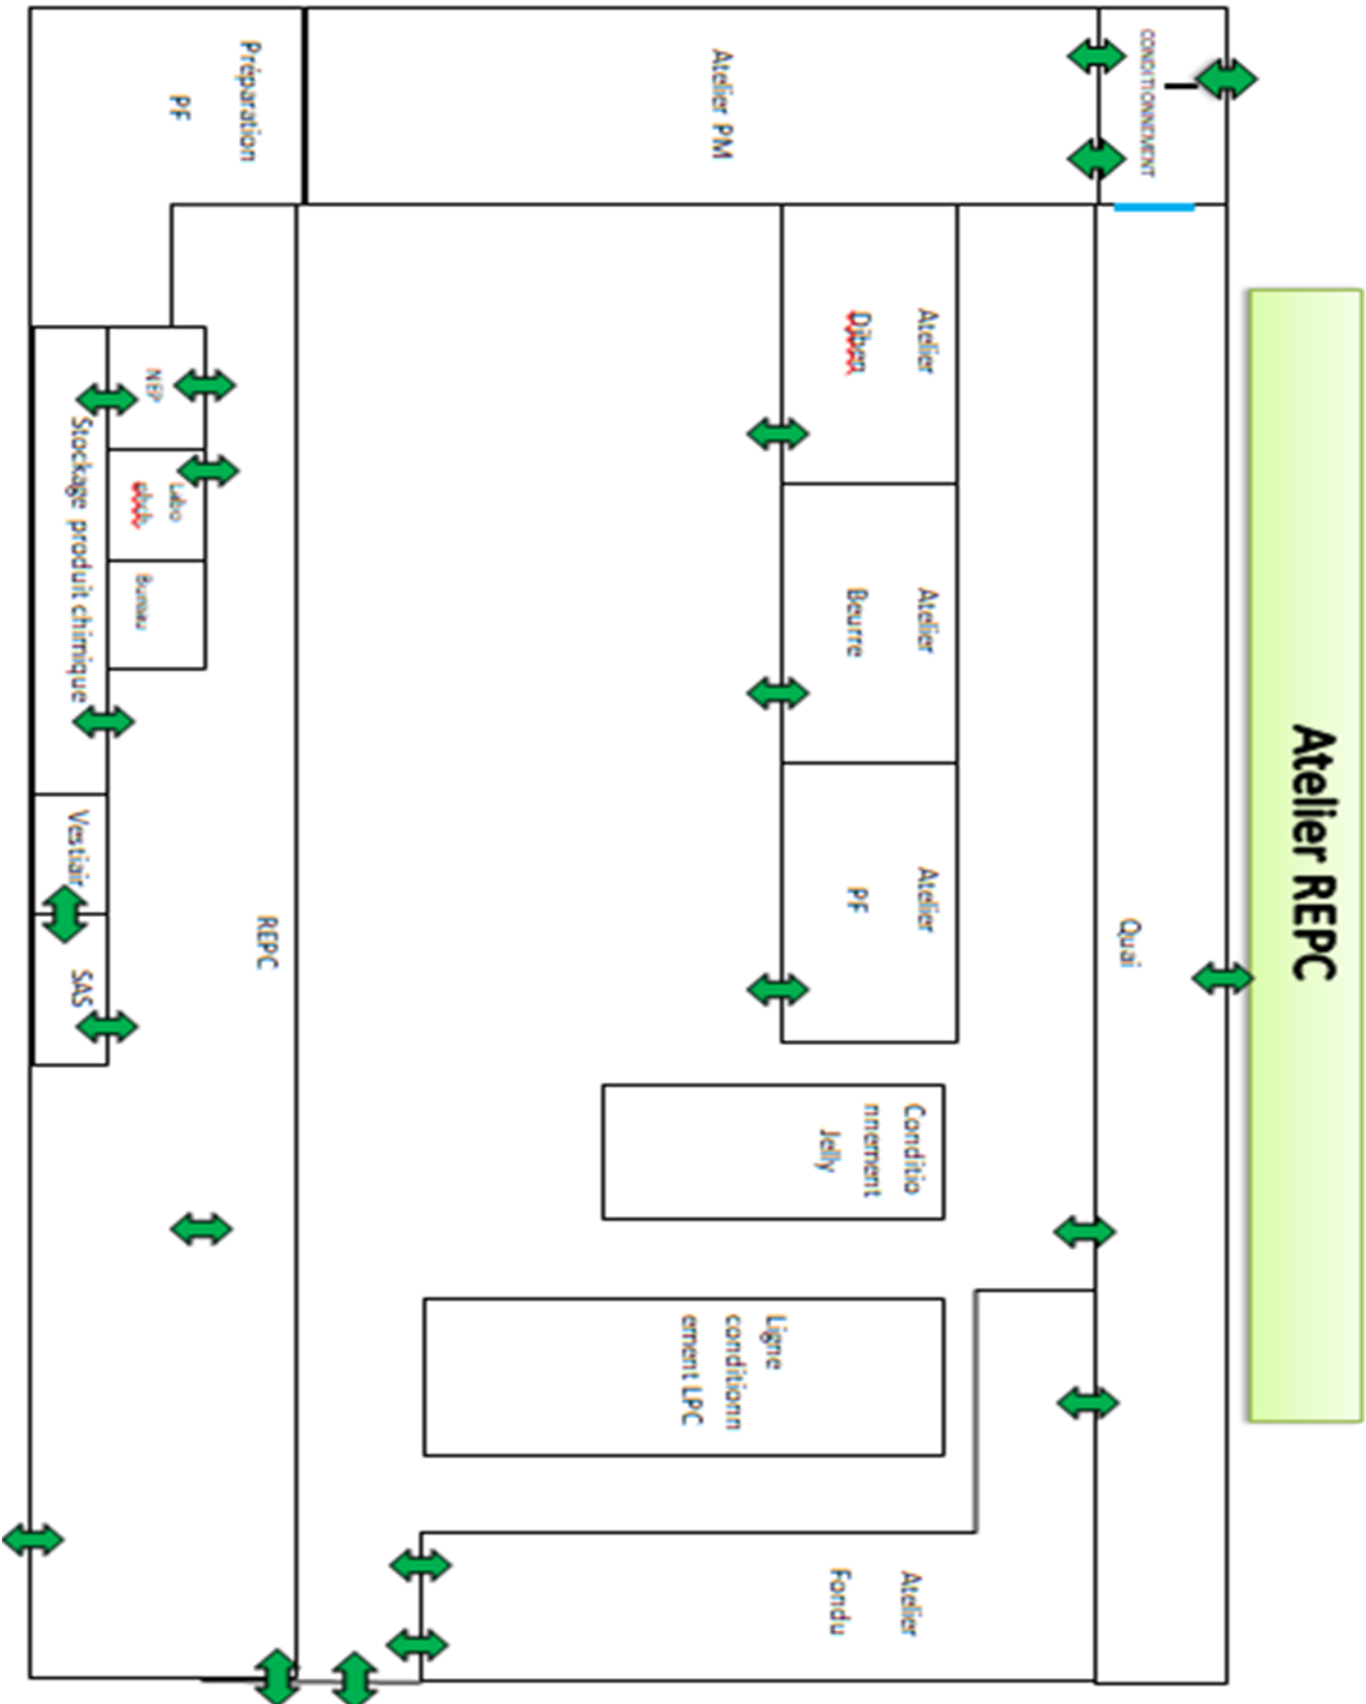 Atelier REPC
CONDITIONNEMENT
Quai
Atelier PM
Atelier
Djben
Atelier
Beurre
Atelier
PF
Conditio
nnement
Jelly
Ligne
conditionn
ement LPC
Atelier
Fondu
Préparation
PF
REPC
NEP
Labo
Bureau
Stockage produit chimique
Vestiair
SAS